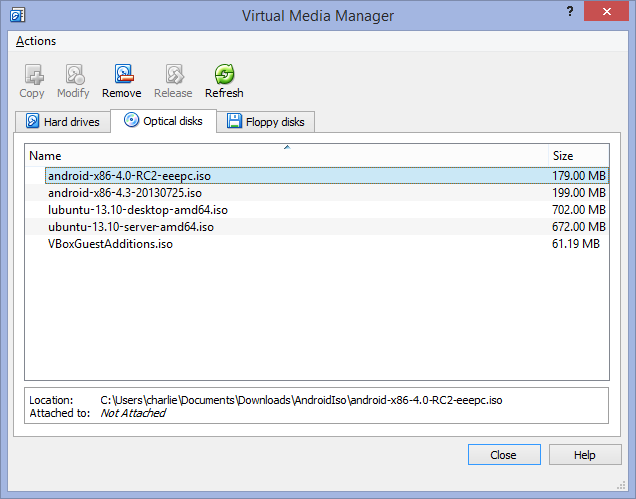 Virtual Media Manager
?
Actions
Copy Modify Remove Release Refresh
Hard drives Optical disks Floppy disks
Name Size
android-x86-4.0-RC2-eeepc.iso 179.00 MB
android-x86-4.3-20130725.iso 199.00 MB
lubuntu-13.10-desktop-amd64.iso 702.00 MB
ubuntu-13.10-server-amd64.iso 672.00 MB
VBoxGuestAdditions.iso 61.19 MB
Location: C:\Users\charlie\Documents\Downloads\AndroidIso\android-x86-4.0-RC2-eeepc.iso
Attached to: Not Attached
Close Help